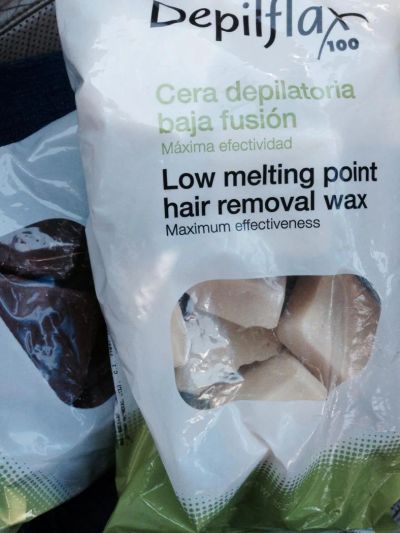 Depilflax
100
Cera depilatoria
baja fusión
Máxima efectividad
Low melting point
hair removal wax
Maximum effectiveness